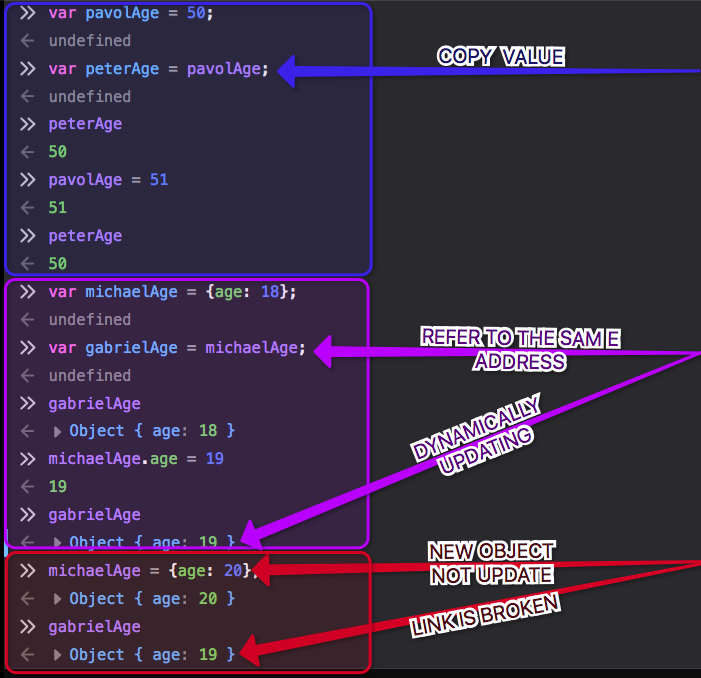 var pavolAge = 50;
undefined
var peterAge = pavolAge;
COPY VALUE
undefined
peterAge
50
pavolAge = 51
51
peterAge
50
var michaelAge = {age: 18};
undefined
var gabrielAge = michaelAge;
REFER TO THE SAM E
ADDRESS
undefined
gabrielAge
Object { age: 18 }
michaelAge.age = 19
DYNAMICALLY
UPDATING
19
gabrielAge
Object { age: 19 }
NEW OBJECT
NOT UPDATE
michaelAge = {age: 20};
Object { age: 20 }
LINK IS BROKEN
gabrielAge
Object { age: 19 }